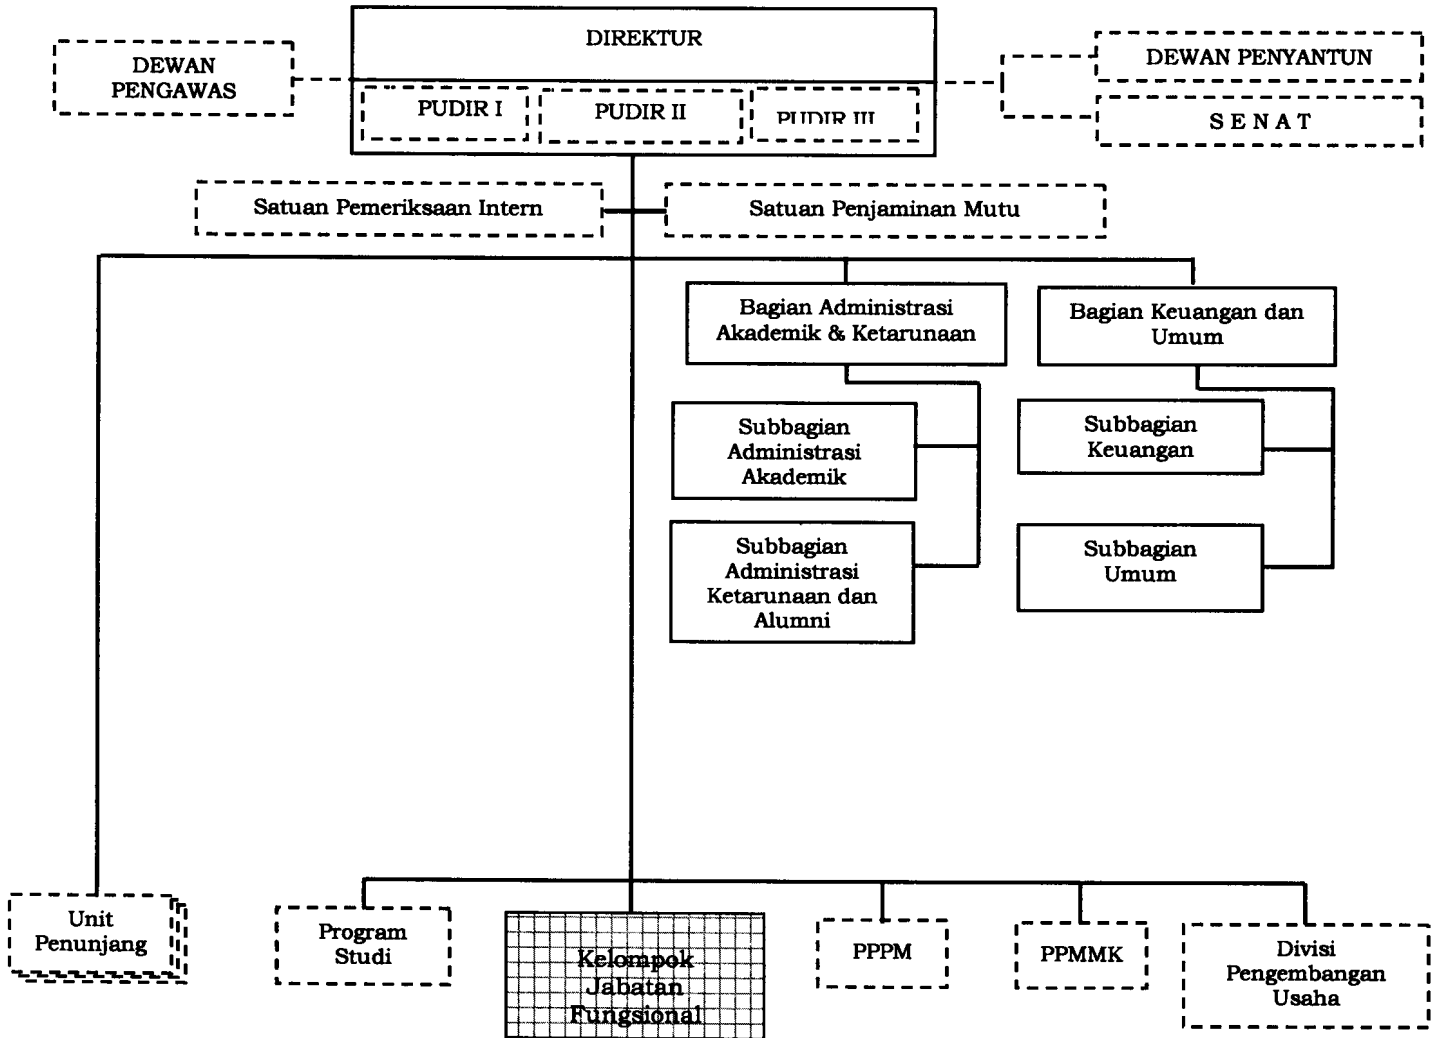 DIREKTUR
DEWAN
PENGAWAS
DEWAN PENYANTUN
PUDIR I
PUDIR II
PUDIR III
S E N A T
Satuan Pemeriksaan Intern
Satuan Penjaminan Mutu
Bagian Administrasi
Akademik & Ketarunaan
Bagian Keuangan dan
Umum
Subbagian
Administrasi
Akademik
Subbagian
Keuangan
Subbagian
Administrasi
Ketarunaan dan
Alumni
Subbagian
Umum
Unit
Penunjang
Program
Studi
Kelompok
Jabatan
Fungsional
PPPM
PPMMK
Divisi
Pengembangan
Usaha